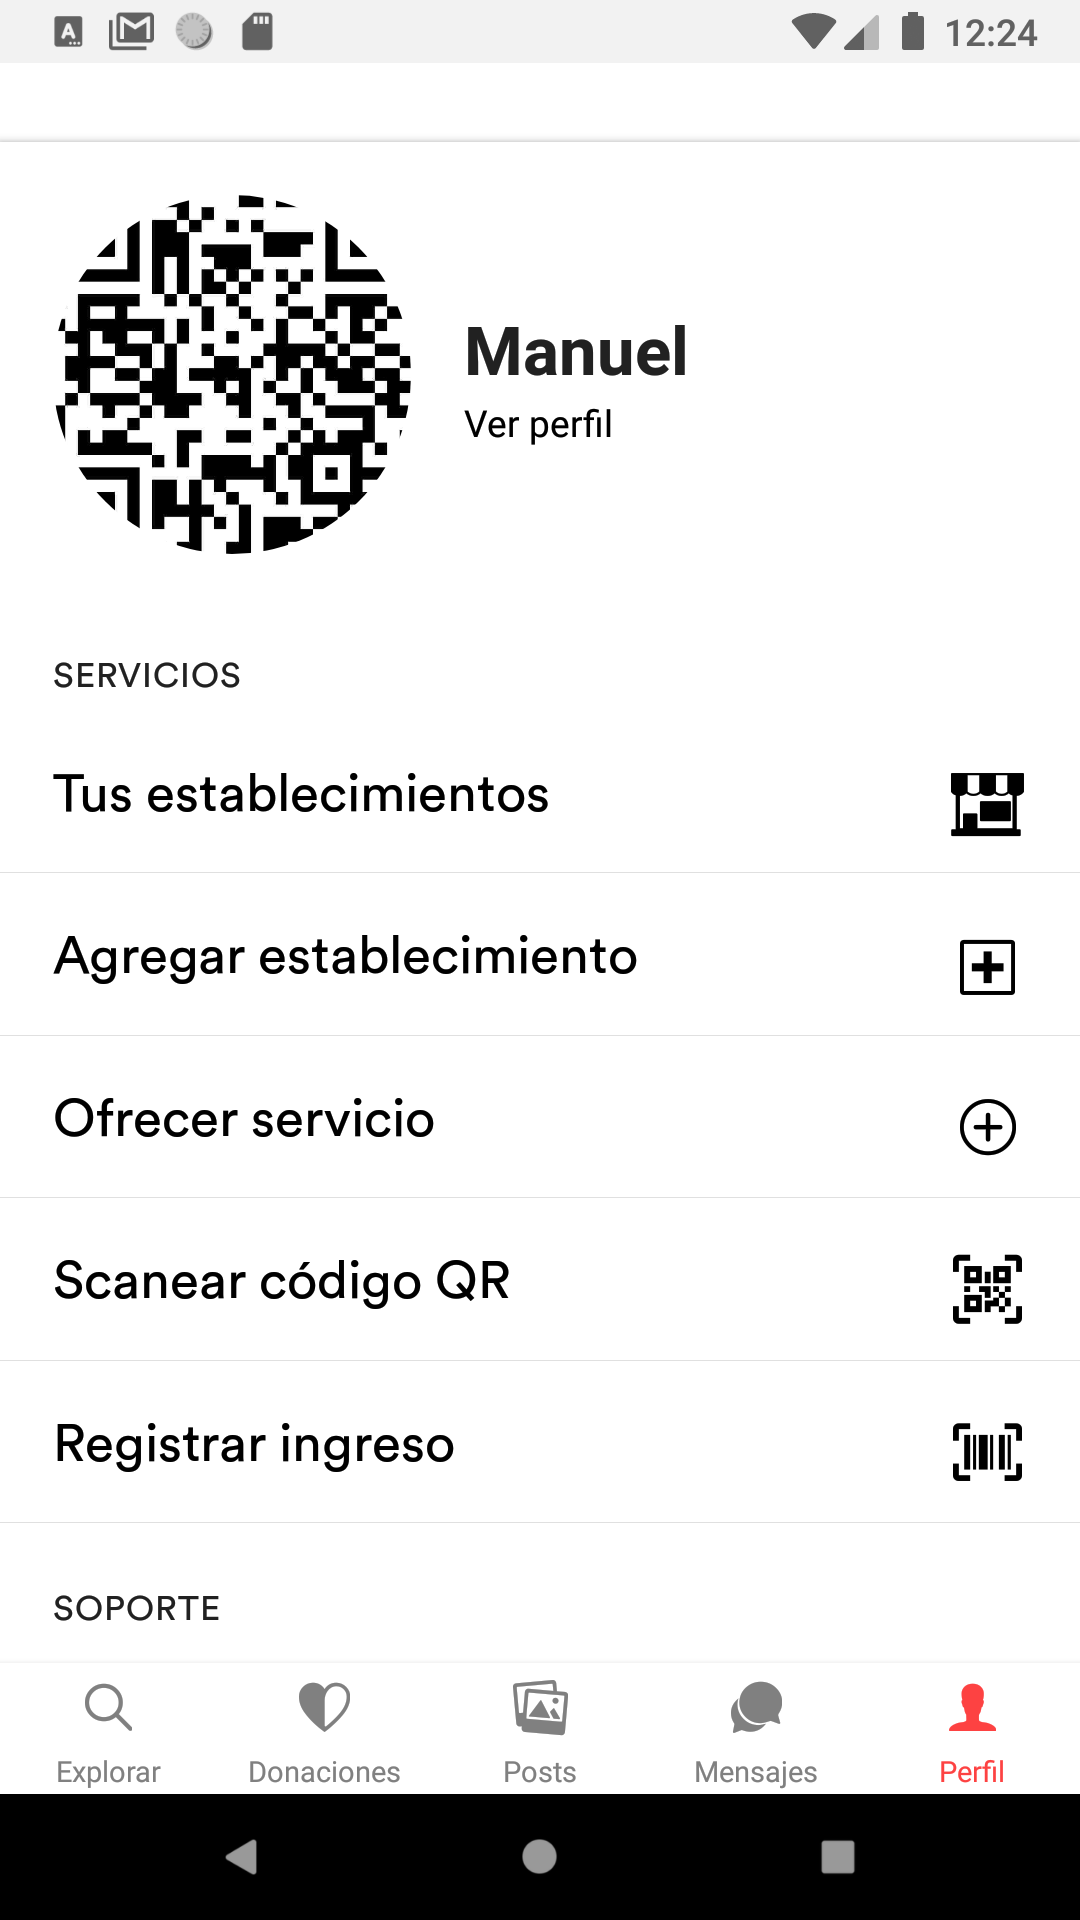 12:24
Manuel
Ver perfil
SERVICIOS
Tus establecimientos
Agregar establecimiento
Ofrecer servicio
Scanear código QR
Registrar ingreso
SOPORTE
Explorar
Donaciones
Posts
Mensajes
Perfil